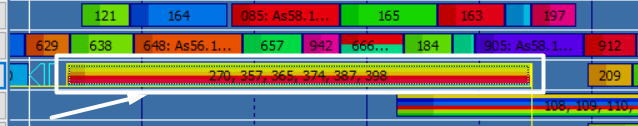 121 164 085: As58.1... 165 163 197
629 638 648: As56.1... 657 942 666... 184 905: As58.1... 912
270, 357, 365, 374, 387, 398 209
108, 109, 110,